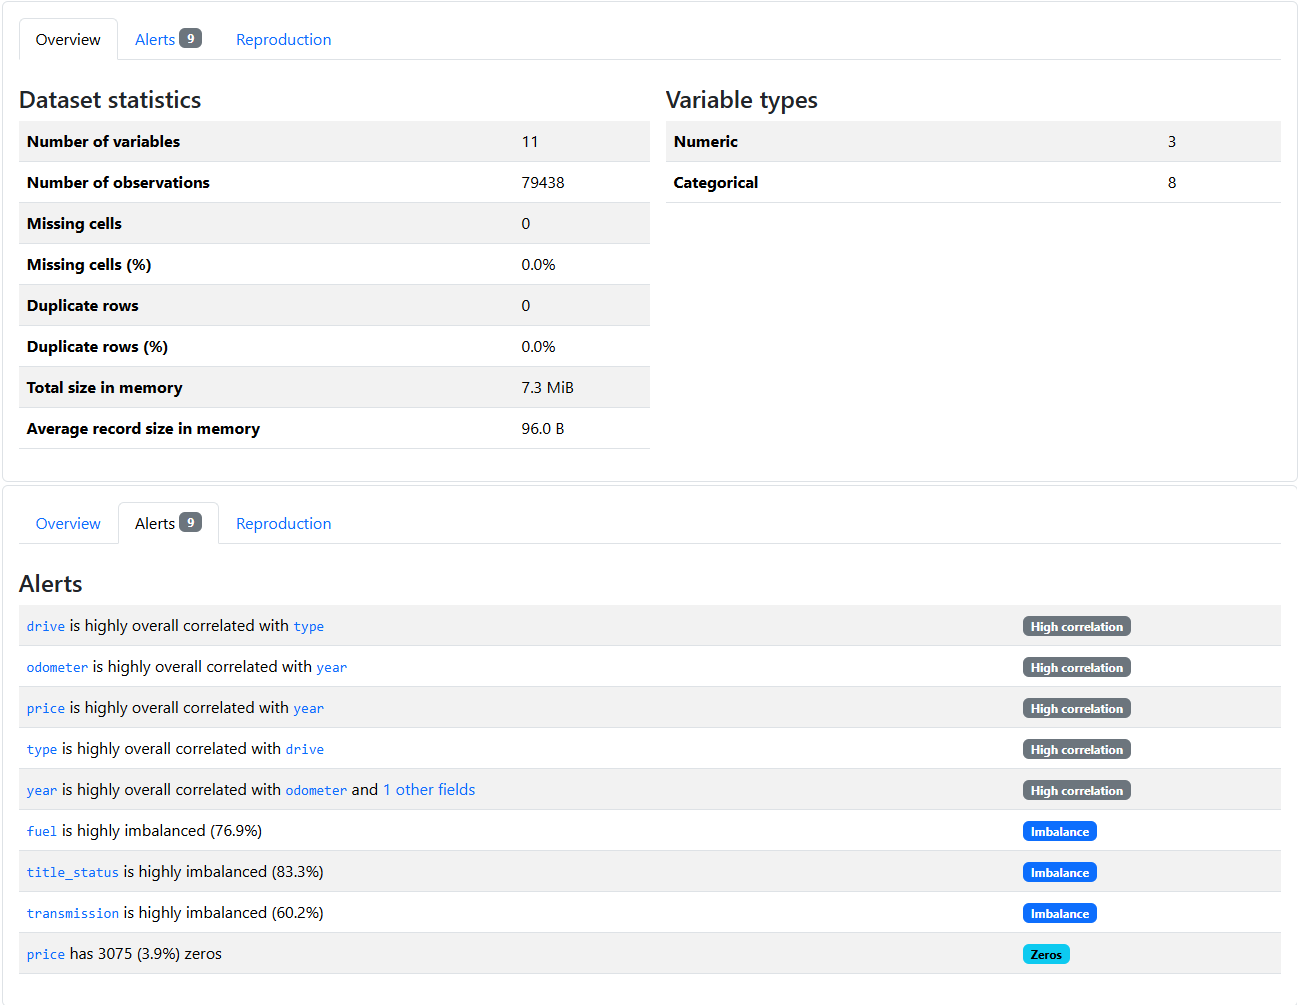 Overview Alerts 9 Reproduction
Dataset statistics
Number of variables 11
Number of observations 79438
Missing cells 0
Missing cells (%) 0.0%
Duplicate rows 0
Duplicate rows (%) 0.0%
Total size in memory 7.3 MiB
Average record size in memory 96.0 B
Variable types
Numeric 3
Categorical 8
Overview Alerts 9 Reproduction
Alerts
drive is highly overall correlated with type High correlation
odometer is highly overall correlated with year High correlation
price is highly overall correlated with year High correlation
type is highly overall correlated with drive High correlation
year is highly overall correlated with odometer and 1 other fields High correlation
fuel is highly imbalanced (76.9%) Imbalance
title_status is highly imbalanced (83.3%) Imbalance
transmission is highly imbalanced (60.2%) Imbalance
price has 3075 (3.9%) zeros Zeros